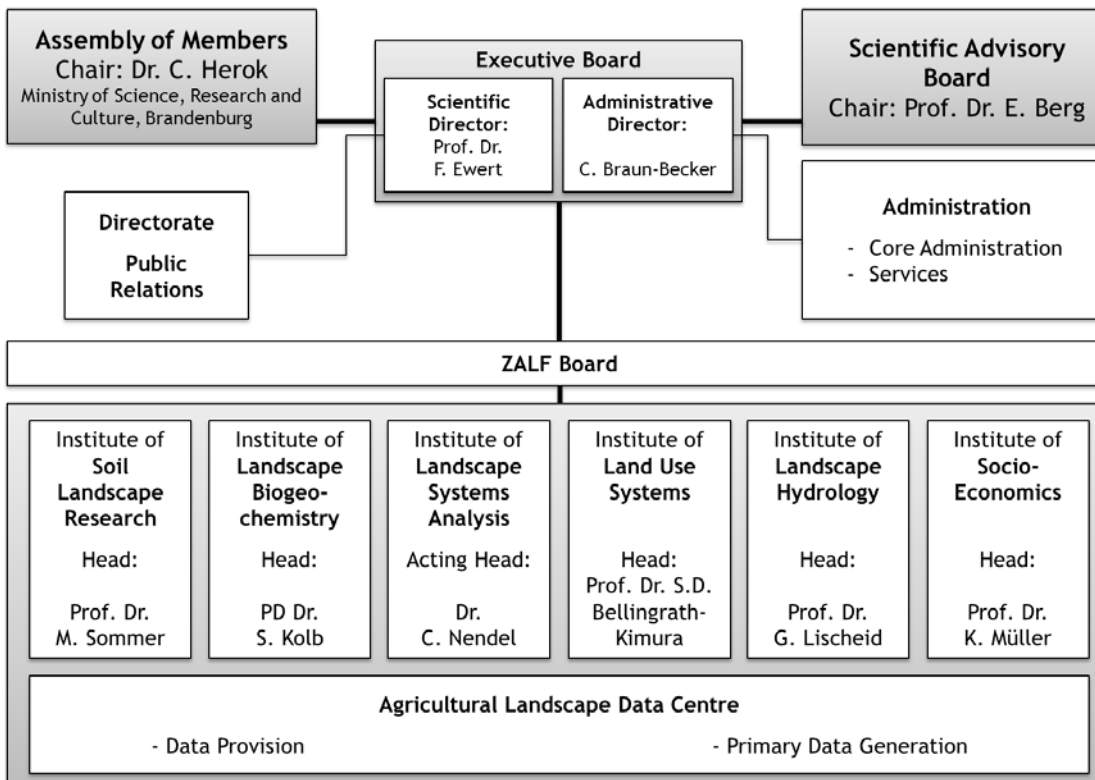 Assembly of Members
Chair: Dr. C. Herok
Ministry of Science, Research and
Culture, Brandenburg
Executive Board
Scientific
Director:
Prof. Dr.
F. Ewert
Administrative
Director:
C. Braun-Becker
Scientific Advisory
Board
Chair: Prof. Dr. E. Berg
Directorate
Public
Relations
Administration
- Core Administration
- Services
ZALF Board
Institute of
Soil
Landscape
Research
Head:
Prof. Dr.
M. Sommer
Institute of
Landscape
Biogeo-
chemistry
Head:
PD Dr.
S. Kolb
Institute of
Landscape
Systems
Analysis
Acting Head:
Dr.
C. Nendel
Institute of
Land Use
Systems
Head:
Prof. Dr. S.D.
Bellingrath-
Kimura
Institute of
Landscape
Hydrology
Head:
Prof. Dr.
G. Lischeid
Institute of
Socio-
Economics
Head:
Prof. Dr.
K. Müller
Agricultural Landscape Data Centre
- Data Provision
- Primary Data Generation